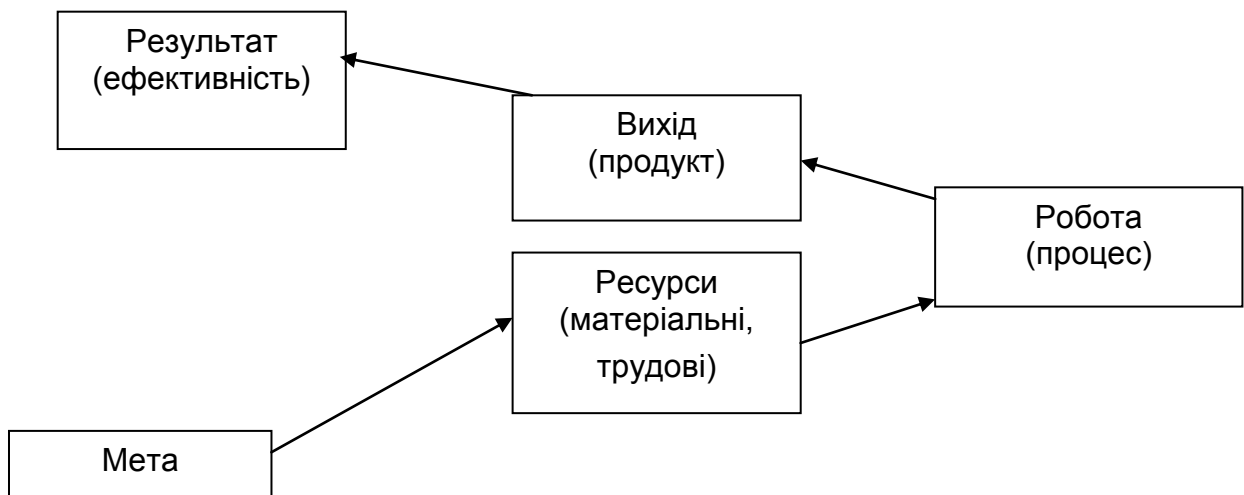 Результат
(ефективність)
Вихід
(продукт)
Робота
(процес)
Ресурси
(матеріальні,
трудові)
Мета